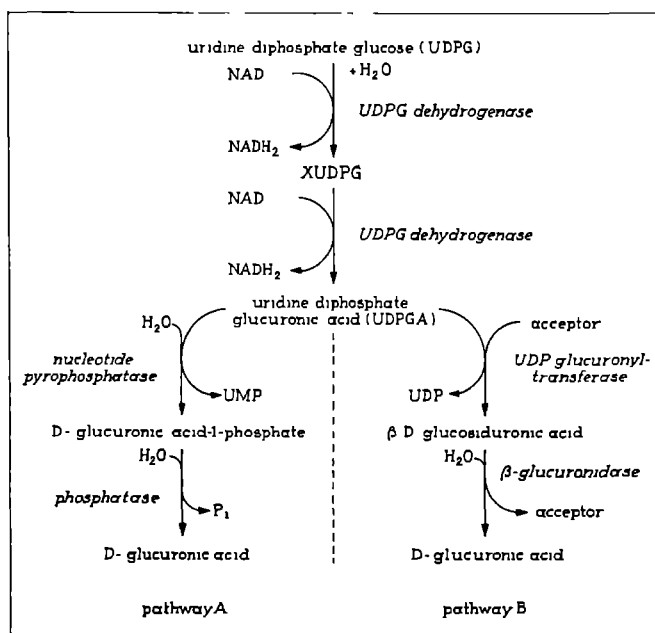 uridine diphosphate glucose (UDPG)
NAD
+H₂O
UDPG dehydrogenase
NADH₂
XUDPG
NAD
UDPG dehydrogenase
NADH₂
uridine diphosphate
glucuronic acid (UDPGA)
H₂O
acceptor
nucleotide
pyrophosphatase
UDP glucuronyl-
transferase
UMP
UDP
D-glucuronic acid-1-phosphate
β D glucosiduronic acid
H₂O
H₂O
β-glucuronidase
phosphatase
P₁
acceptor
D-glucuronic acid
D-glucuronic acid
pathway A
pathway B